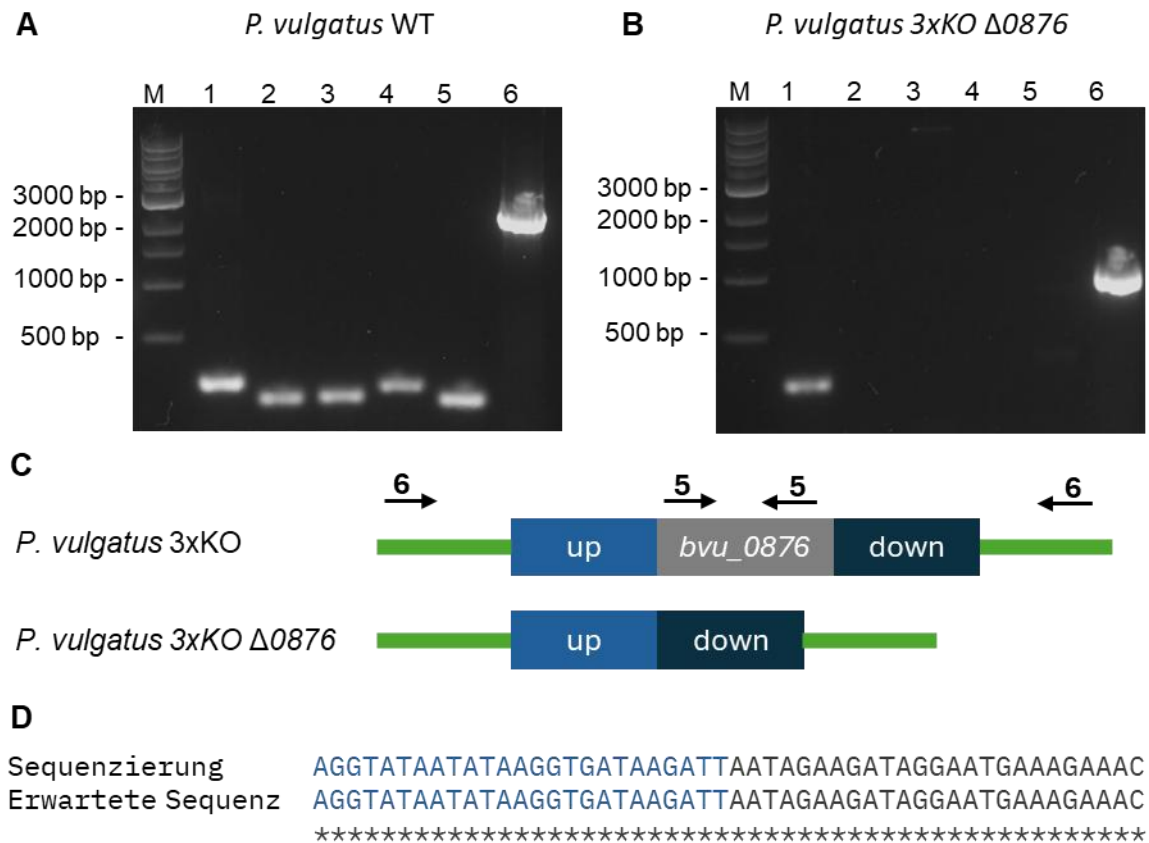 A P. vulgatus WT
M 1 2 3 4 5 6
3000 bp -
2000 bp -
1000 bp -
500 bp -
B P. vulgatus 3xKO Δ0876
M 1 2 3 4 5 6
3000 bp -
2000 bp -
1000 bp -
500 bp -
C
6 5 5 6
P. vulgatus 3xKO up bvu_0876 down
P. vulgatus 3xKO Δ0876 up down
D
Sequenzierung AGGTATAATATAAGGTGATAAGATTAATAGAAGATAGGAATGAAAGAAAC
Erwartete Sequenz AGGTATAATATAAGGTGATAAGATTAATAGAAGATAGGAATGAAAGAAAC
**************************************************